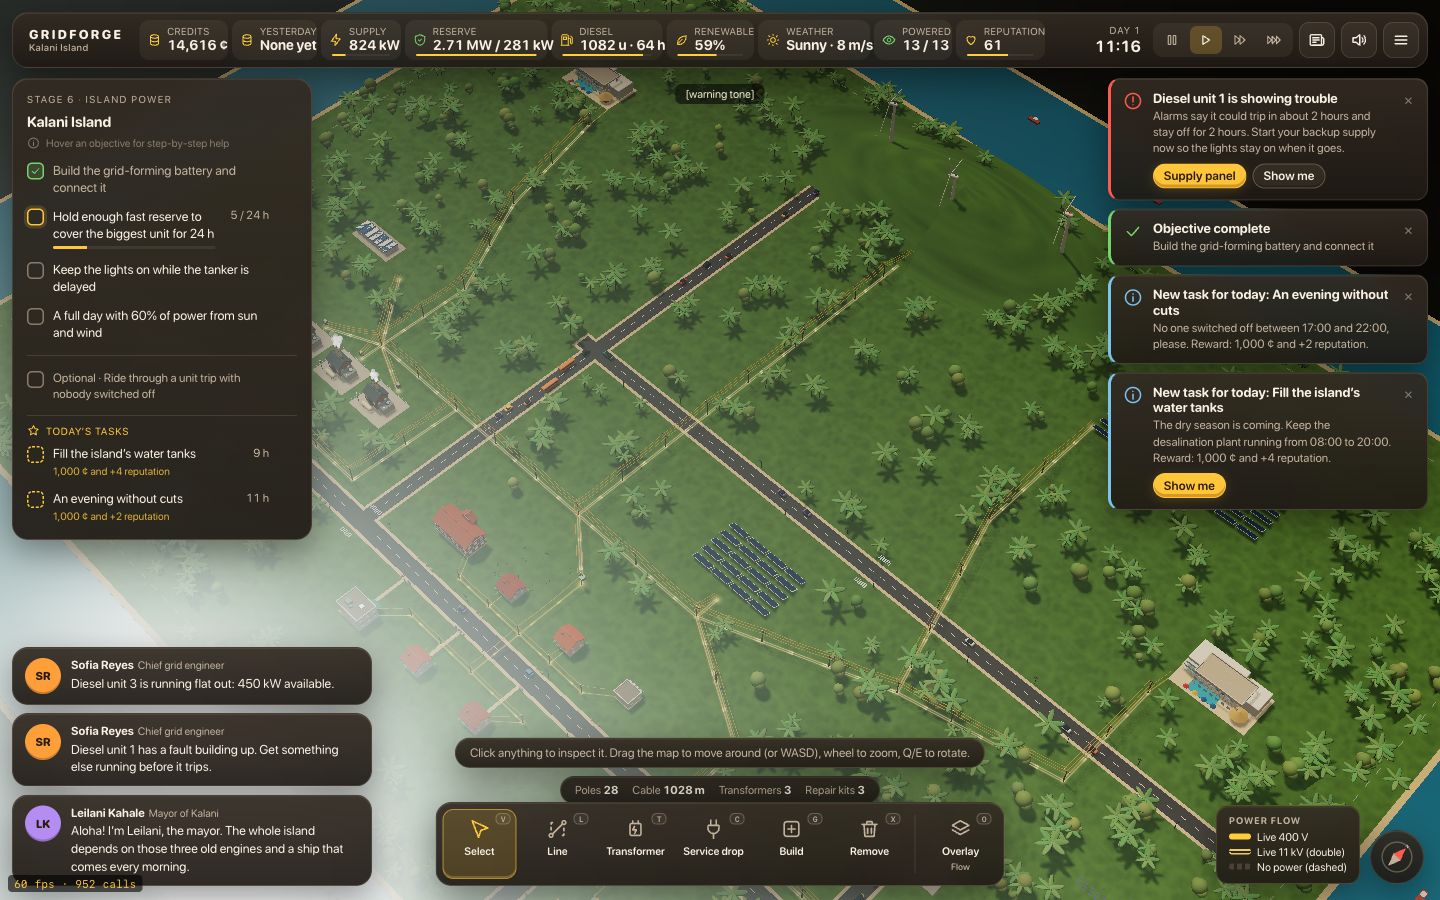 GRIDFORGE
Kalani Island
CREDITS
14,616 ¢
YESTERDAY
None yet
SUPPLY
824 kW
RESERVE
2.71 MW / 281 kW
DIESEL
1082 u · 64 h
RENEWABLE
59%
WEATHER
Sunny · 8 m/s
POWERED
13 / 13
REPUTATION
61
DAY 1
11:16
STAGE 6 · ISLAND POWER
Kalani Island
Hover an objective for step-by-step help
Build the grid-forming battery and
connect it
Hold enough fast reserve to
cover the biggest unit for 24 h
5 / 24 h
Keep the lights on while the tanker is
delayed
A full day with 60% of power from sun
and wind
Optional · Ride through a unit trip with
nobody switched off
TODAY'S TASKS
Fill the island's water tanks
9 h
1,000 ¢ and +4 reputation
An evening without cuts
11 h
1,000 ¢ and +2 reputation
[warning tone]
Diesel unit 1 is showing trouble
Alarms say it could trip in about 2 hours and
stay off for 2 hours. Start your backup supply
now so the lights stay on when it goes.
Supply panel
Show me
Objective complete
Build the grid-forming battery and connect it
New task for today: An evening without
cuts
No one switched off between 17:00 and 22:00,
please. Reward: 1,000 ¢ and +2 reputation.
New task for today: Fill the island's
water tanks
The dry season is coming. Keep the
desalination plant running from 08:00 to 20:00.
Reward: 1,000 ¢ and +4 reputation.
Show me
SR
Sofia Reyes Chief grid engineer
Diesel unit 3 is running flat out: 450 kW available.
SR
Sofia Reyes Chief grid engineer
Diesel unit 1 has a fault building up. Get something
else running before it trips.
LK
Leilani Kahale Mayor of Kalani
Aloha! I'm Leilani, the mayor. The whole island
depends on those three old engines and a ship that
comes every morning.
60 fps · 952 calls
Click anything to inspect it. Drag the map to move around (or WASD), wheel to zoom, Q/E to rotate.
Poles 28 Cable 1028 m Transformers 3 Repair kits 3
V
Select
L
Line
T
Transformer
C
Service drop
G
Build
X
Remove
O
Overlay
Flow
POWER FLOW
Live 400 V
Live 11 kV (double)
No power (dashed)